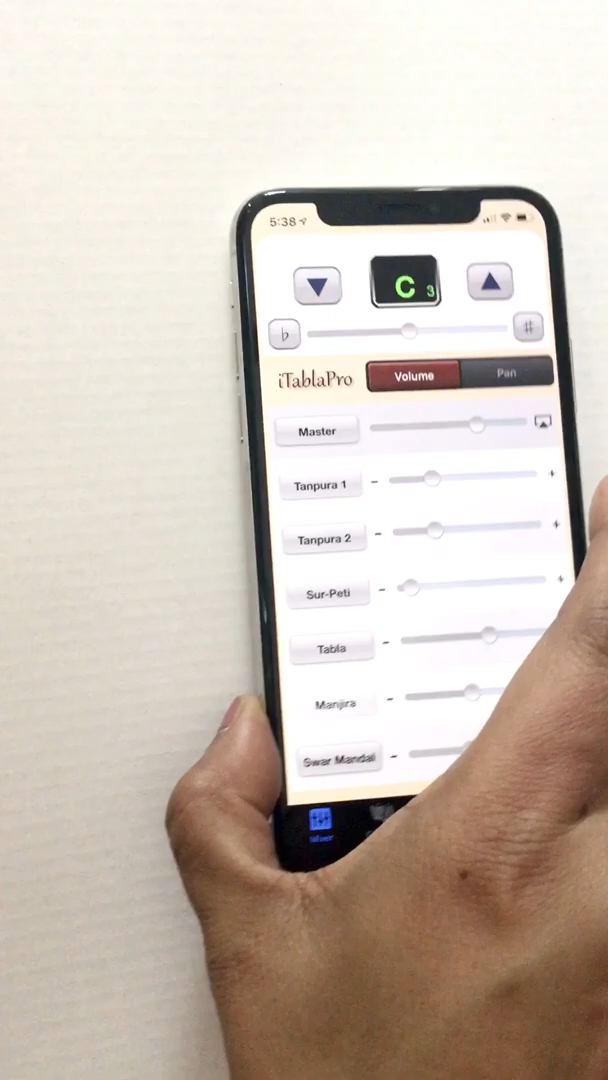 5:38
C 3
♭ ♯
iTablaPro Volume Pan
Master
Tanpura 1 -
Tanpura 2 -
Sur-Peti -
Tabla -
Manjira -
Swar Mandal -